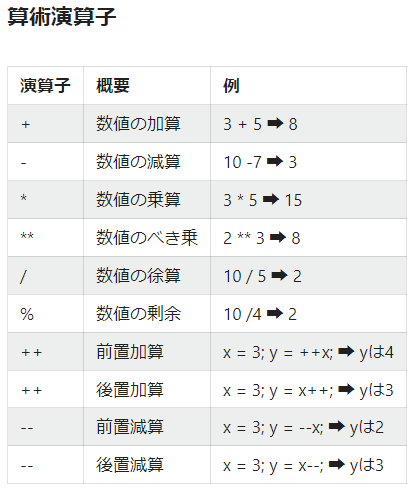 算術演算子
演算子 概要 例
+ 数値の加算 3 + 5 ➡ 8
- 数値の減算 10 -7 ➡ 3
* 数値の乗算 3 * 5 ➡ 15
** 数値のべき乗 2 ** 3 ➡ 8
/ 数値の徐算 10 / 5 ➡ 2
% 数値の剰余 10 /4 ➡ 2
++ 前置加算 x = 3; y = ++x; ➡ yは4
++ 後置加算 x = 3; y = x++; ➡ yは3
-- 前置減算 x = 3; y = --x; ➡ yは2
-- 後置減算 x = 3; y = x--; ➡ yは3